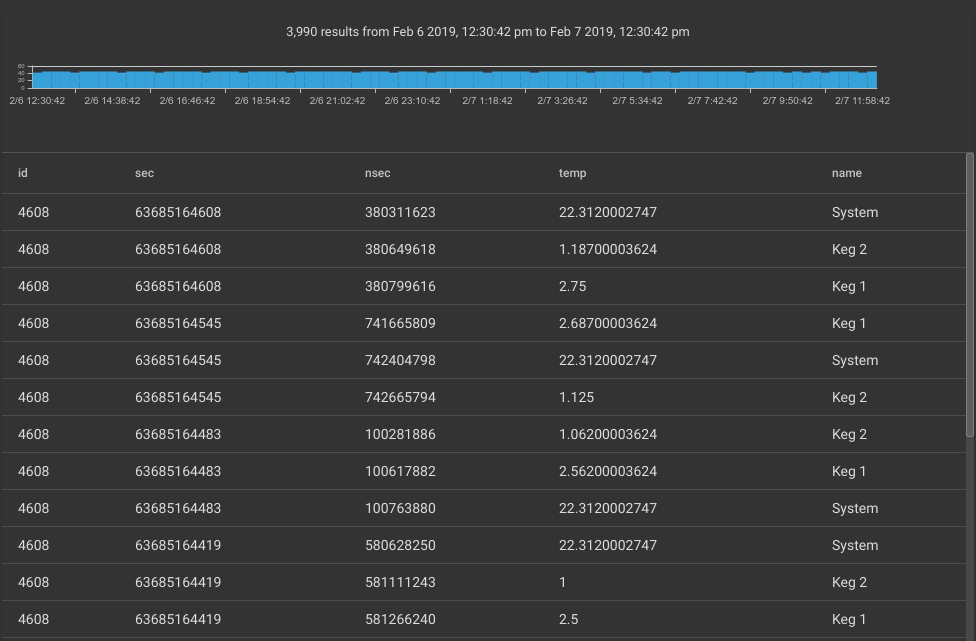 3,990 results from Feb 6 2019, 12:30:42 pm to Feb 7 2019, 12:30:42 pm
60
40
20
0
2/6 12:30:42 2/6 14:38:42 2/6 16:46:42 2/6 18:54:42 2/6 21:02:42 2/6 23:10:42 2/7 1:18:42 2/7 3:26:42 2/7 5:34:42 2/7 7:42:42 2/7 9:50:42 2/7 11:58:42
id sec nsec temp name
4608 63685164608 380311623 22.3120002747 System
4608 63685164608 380649618 1.18700003624 Keg 2
4608 63685164608 380799616 2.75 Keg 1
4608 63685164545 741665809 2.68700003624 Keg 1
4608 63685164545 742404798 22.3120002747 System
4608 63685164545 742665794 1.125 Keg 2
4608 63685164483 100281886 1.06200003624 Keg 2
4608 63685164483 100617882 2.56200003624 Keg 1
4608 63685164483 100763880 22.3120002747 System
4608 63685164419 580628250 22.3120002747 System
4608 63685164419 581111243 1 Keg 2
4608 63685164419 581266240 2.5 Keg 1